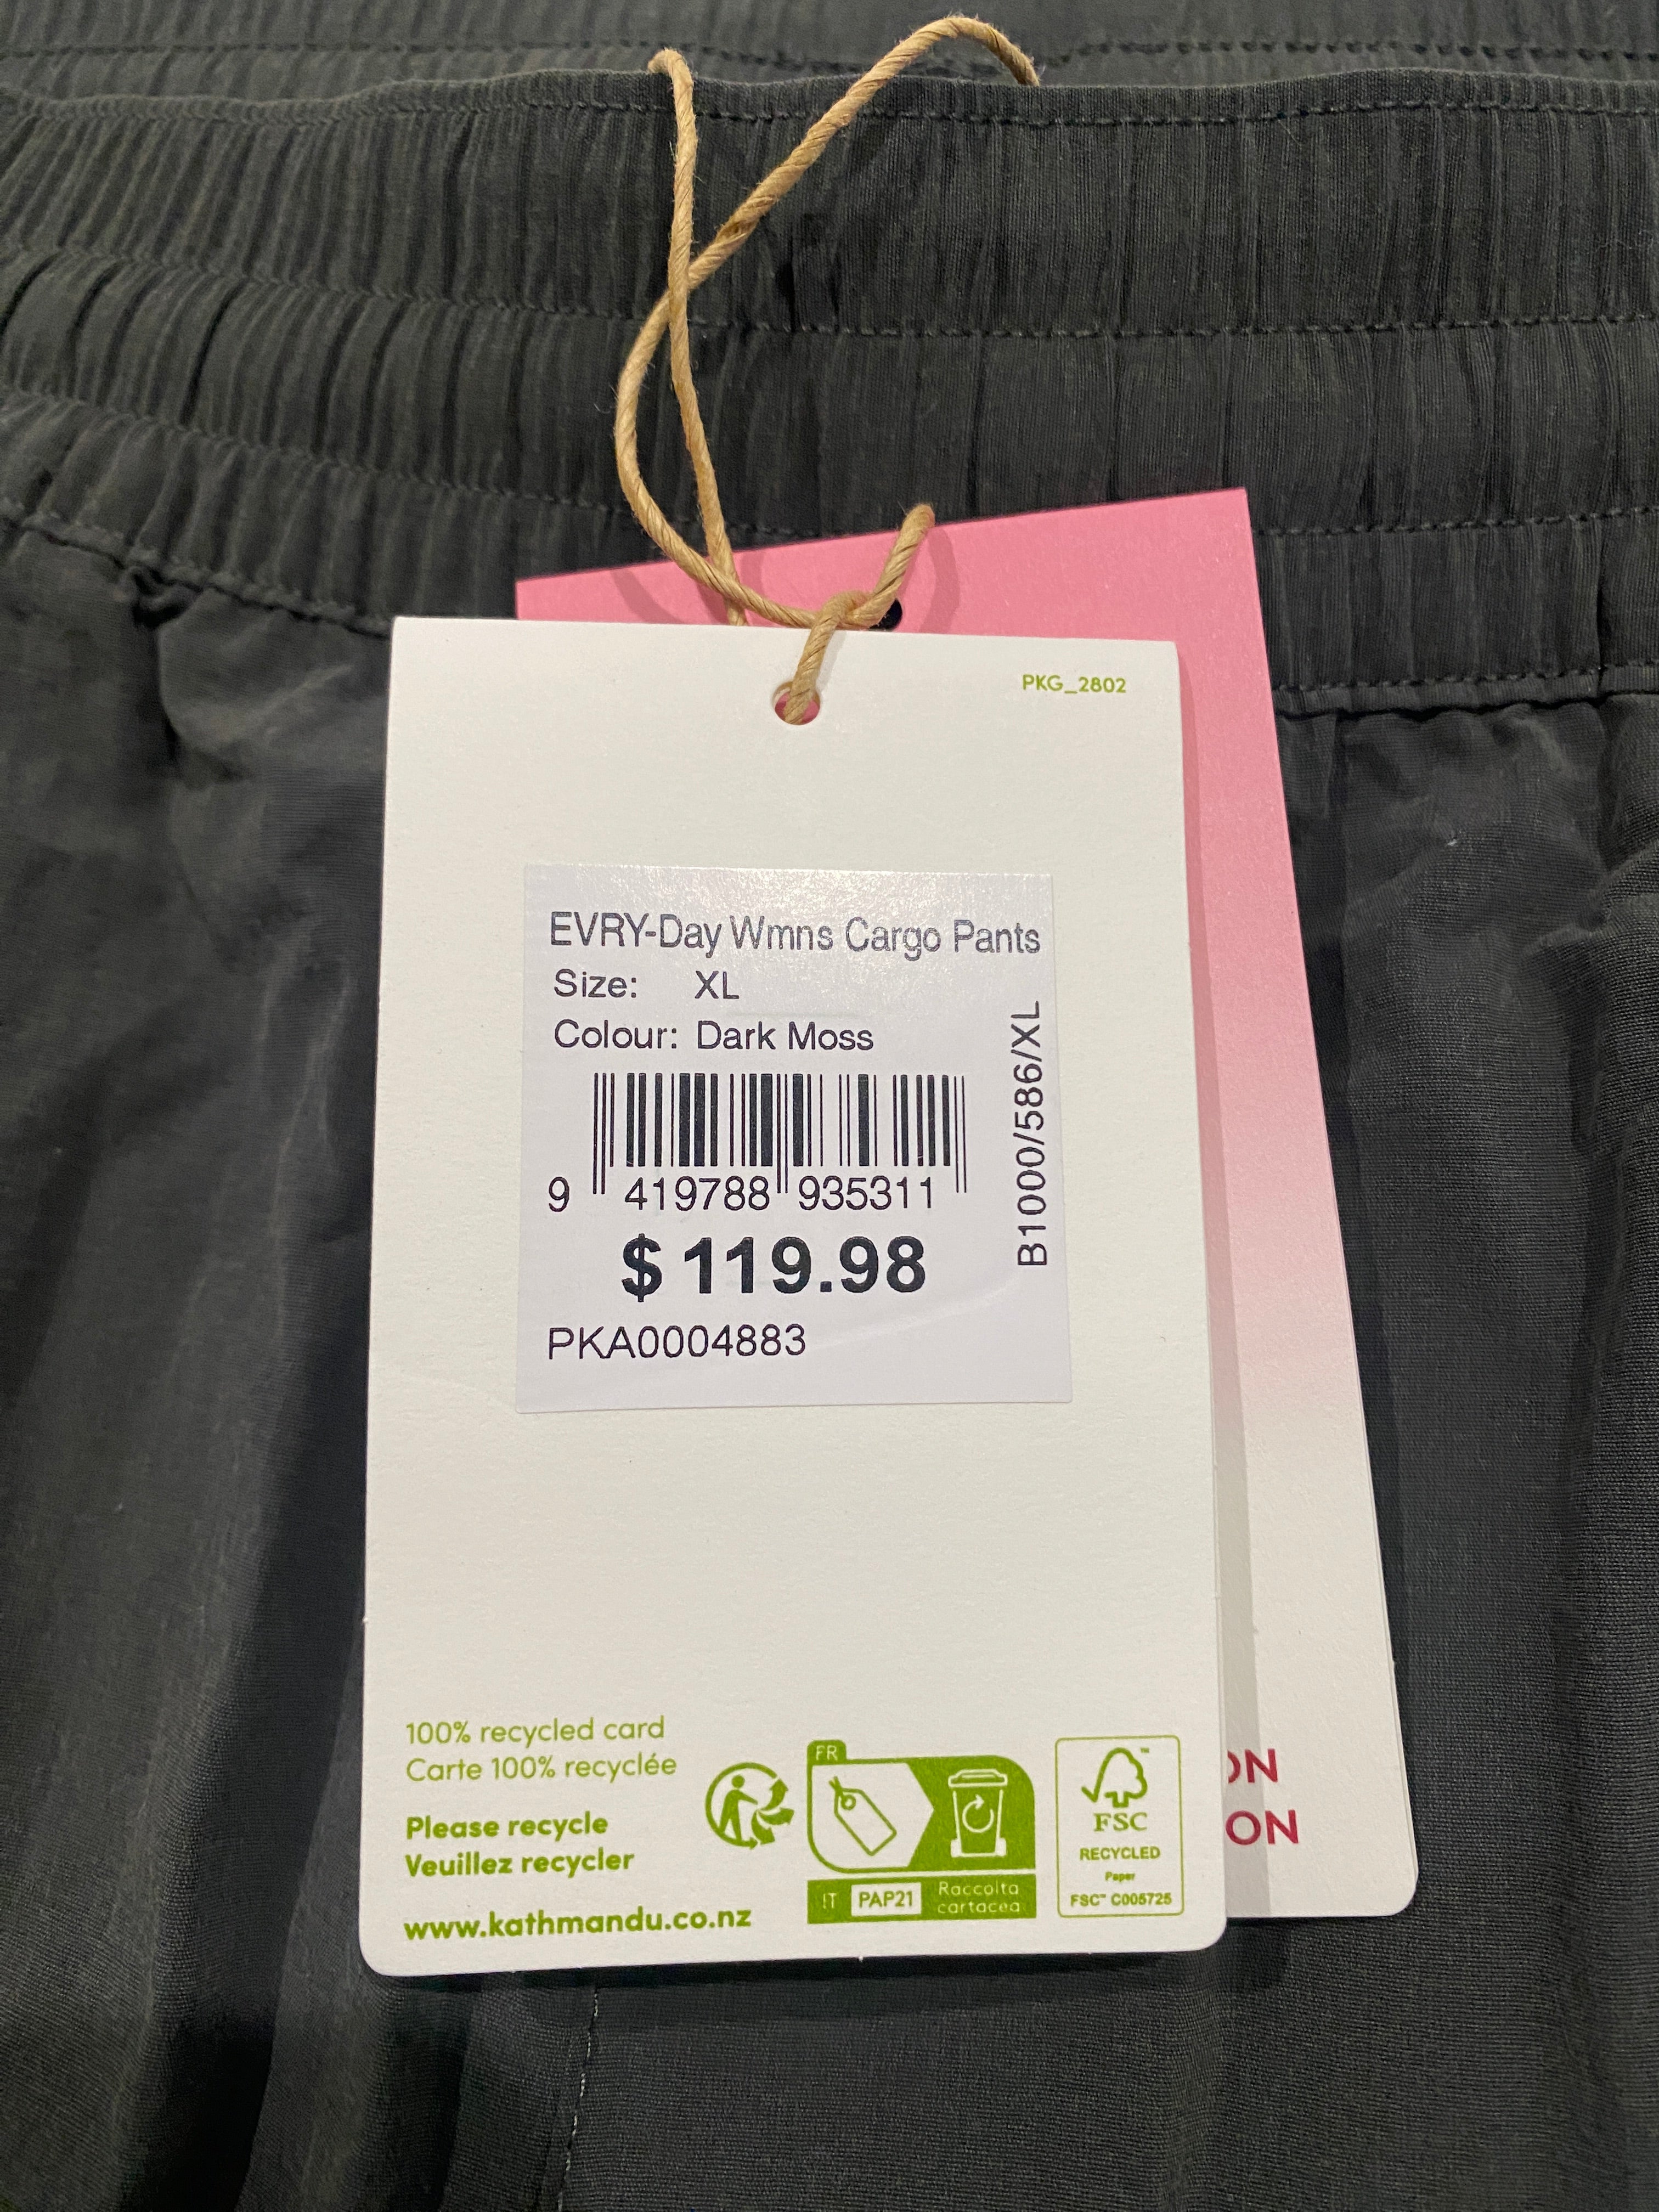 PKG_2802
EVRY-Day Wmns Cargo Pants
Size: XL
Colour: Dark Moss
B1000/586/XL
9 419788 935311
$ 119.98
PKA0004883
100% recycled card
Carte 100% recyclée
Please recycle
Veuillez recycler
www.kathmandu.co.nz
FR
IT PAP21 Raccolta
cartacea
FSC™
RECYCLED
Paper
FSC™ C005725
ON
ON